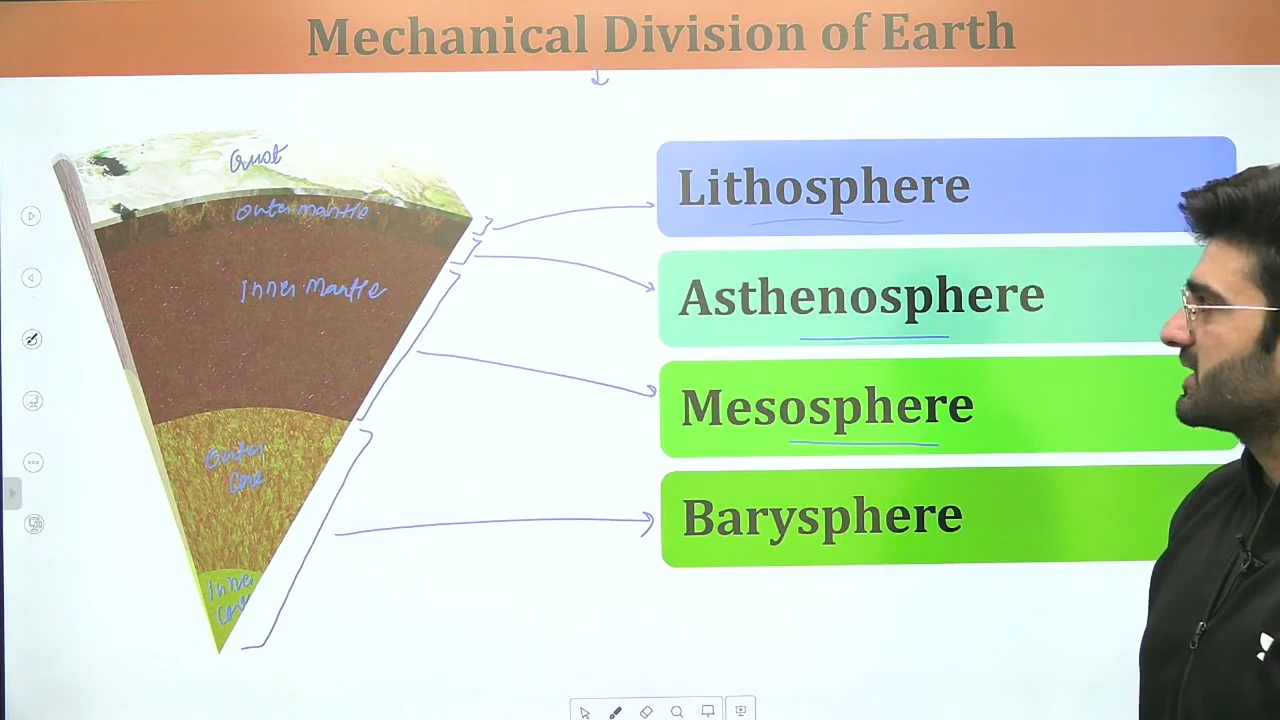 Mechanical Division of Earth
Crust
Outer mantle
Inner Mantle
Outer
Core
Inner
Core
Lithosphere
Asthenosphere
Mesosphere
Barysphere